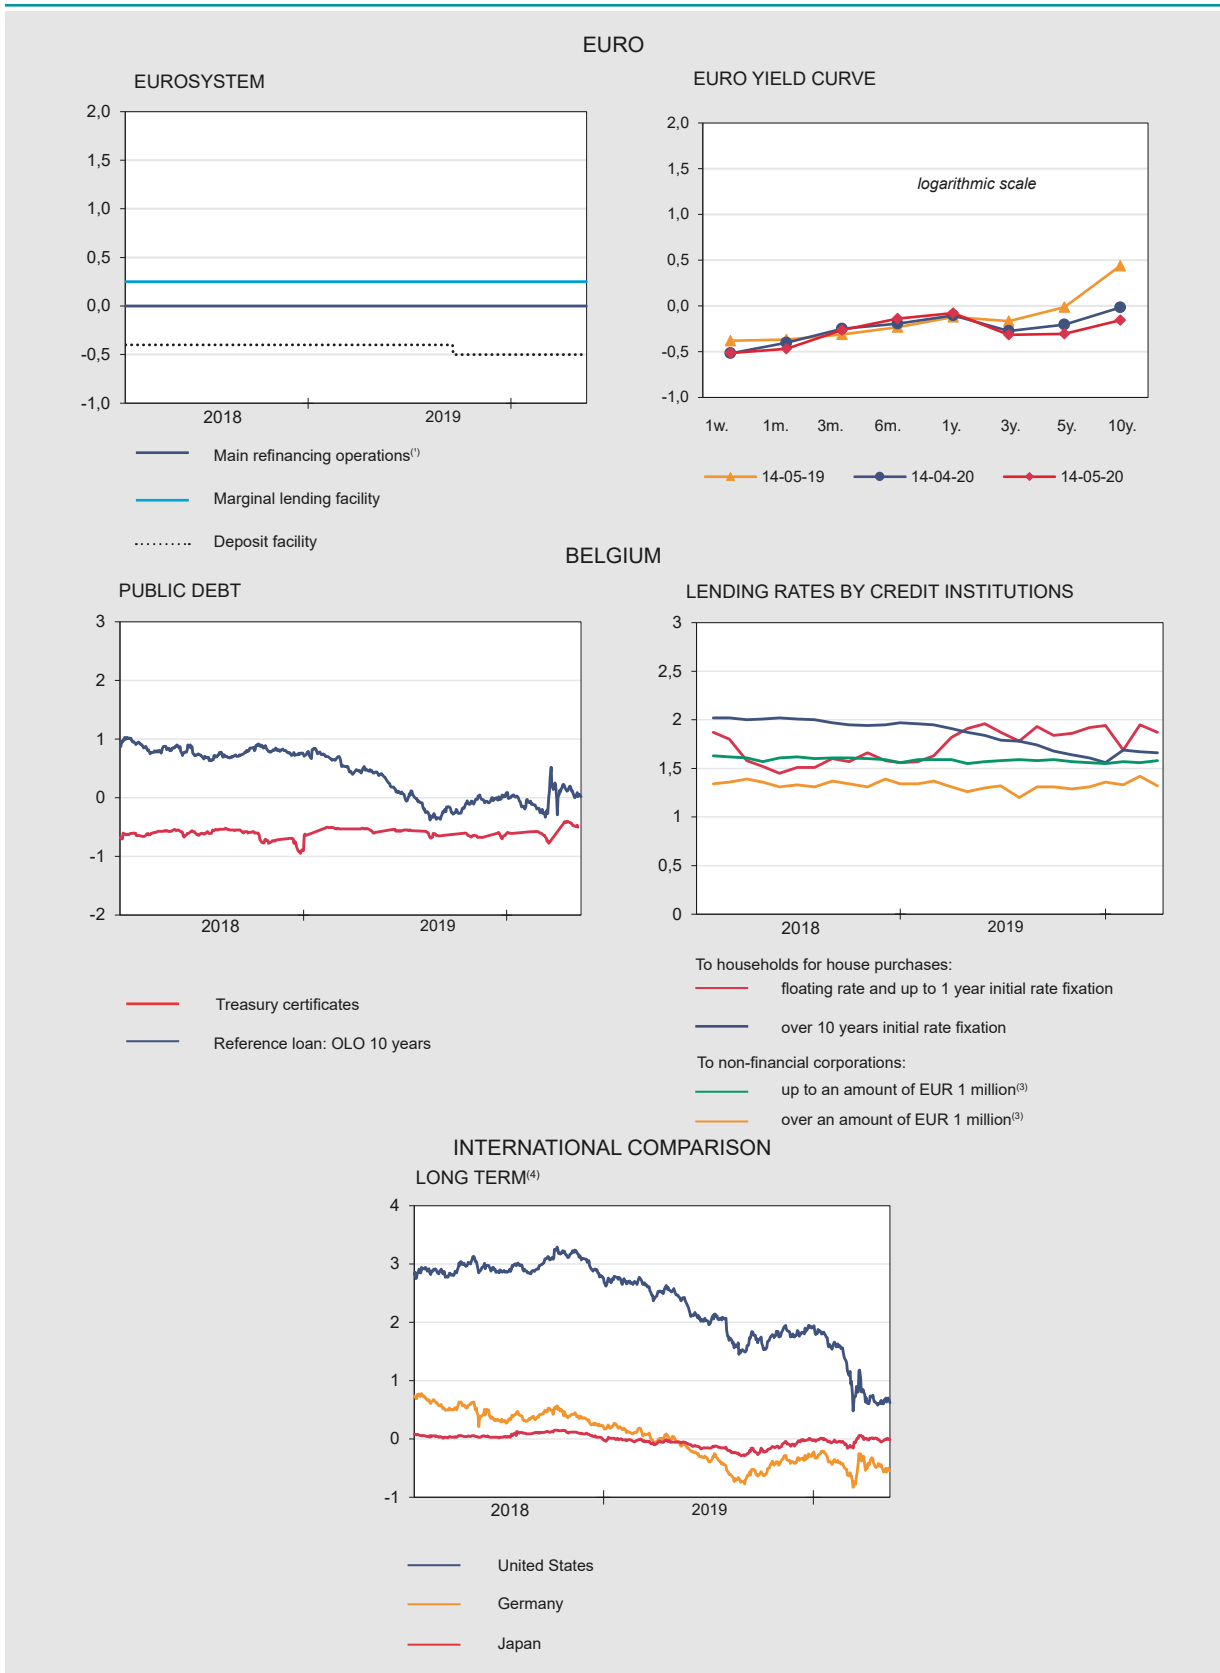 EURO
EUROSYSTEM
2,0
1,5
1,0
0,5
0,0
-0,5
-1,0
2018 2019
Main refinancing operations(¹)
Marginal lending facility
Deposit facility
EURO YIELD CURVE
2,0
1,5
1,0
0,5
0,0
-0,5
-1,0
logarithmic scale
1w. 1m. 3m. 6m. 1y. 3y. 5y. 10y.
14-05-19 14-04-20 14-05-20
BELGIUM
PUBLIC DEBT
3
2
1
0
-1
-2
2018 2019
Treasury certificates
Reference loan: OLO 10 years
LENDING RATES BY CREDIT INSTITUTIONS
3
2,5
2
1,5
1
0,5
0
2018 2019
To households for house purchases:
floating rate and up to 1 year initial rate fixation
over 10 years initial rate fixation
To non-financial corporations:
up to an amount of EUR 1 million(3)
over an amount of EUR 1 million(3)
INTERNATIONAL COMPARISON
LONG TERM(4)
4
3
2
1
0
-1
2018 2019
United States
Germany
Japan